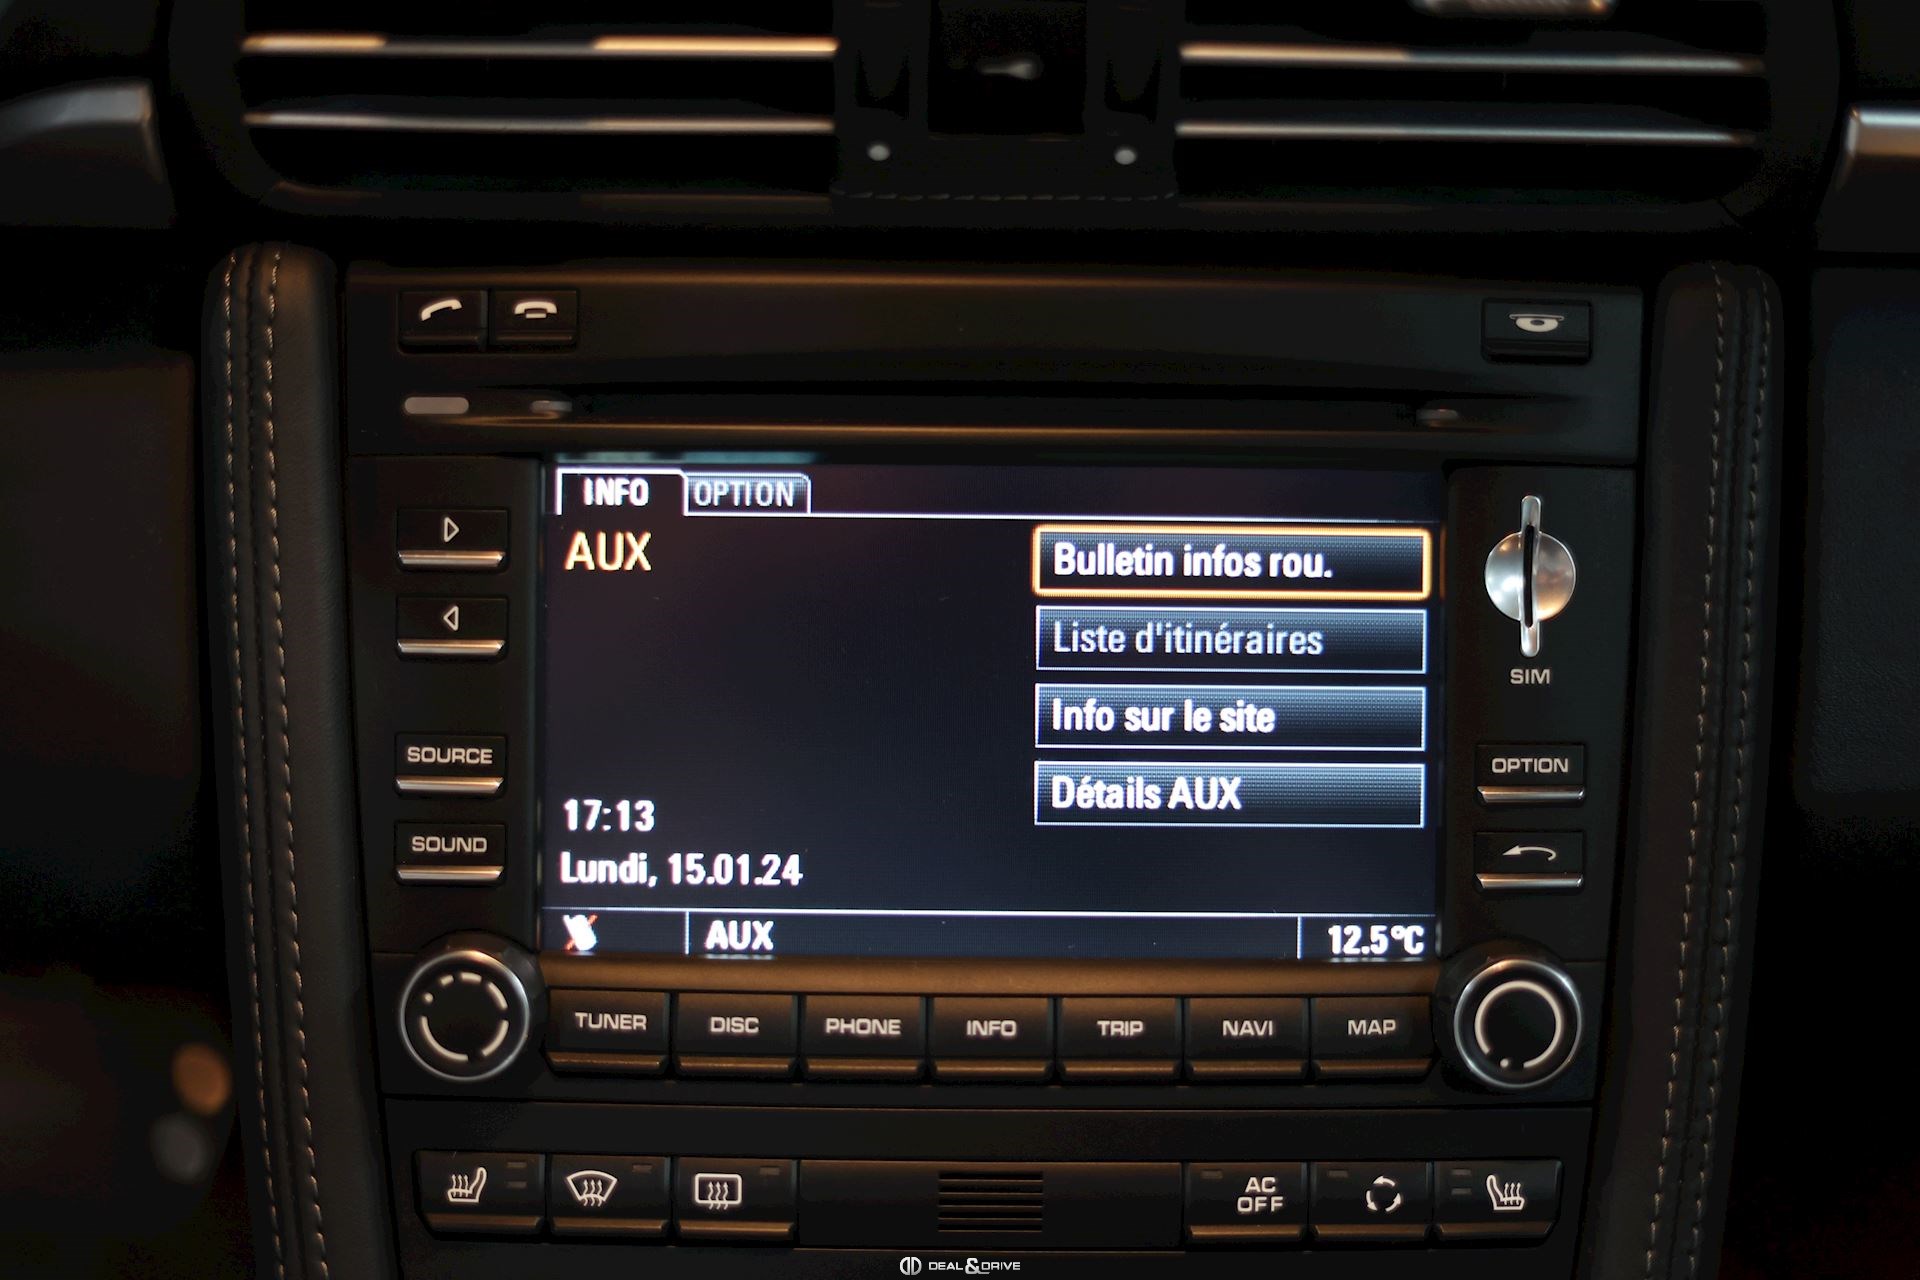 INFO OPTION
AUX
Bulletin infos rou.
Liste d'itinéraires
Info sur le site
Détails AUX
17:13
Lundi, 15.01.24
AUX 12.5°C
SIM
SOURCE
SOUND
OPTION
TUNER DISC PHONE INFO TRIP NAVI MAP
AC
OFF
DEAL&DRIVE